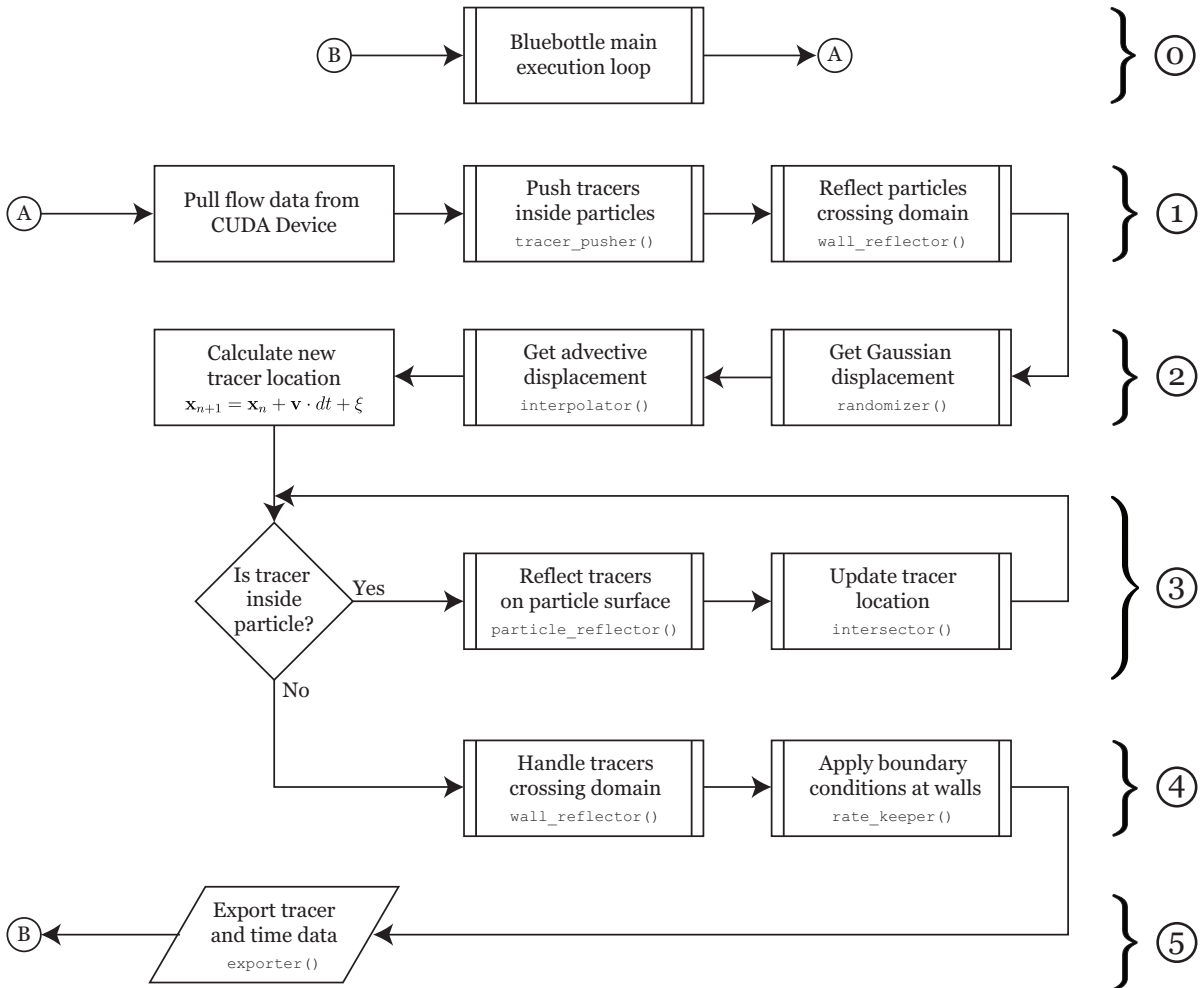 B
Bluebottle main
execution loop
A
0
A
Pull flow data from
CUDA Device
Push tracers
inside particles
tracer_pusher()
Reflect particles
crossing domain
wall_reflector()
1
Calculate new
tracer location
𝐱ₙ₊₁ = 𝐱ₙ + 𝐯 · dt + ξ
Get advective
displacement
interpolator()
Get Gaussian
displacement
randomizer()
2
Is tracer
inside
particle?
Yes
No
Reflect tracers
on particle surface
particle_reflector()
Update tracer
location
intersector()
3
Handle tracers
crossing domain
wall_reflector()
Apply boundary
conditions at walls
rate_keeper()
4
B
Export tracer
and time data
exporter()
5